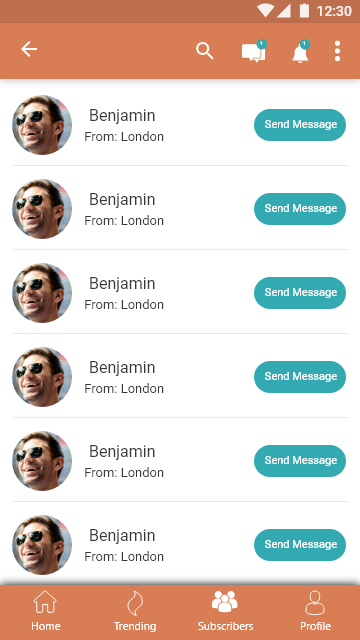 12:30
1
1
Benjamin
From: London
Send Message
Benjamin
From: London
Send Message
Benjamin
From: London
Send Message
Benjamin
From: London
Send Message
Benjamin
From: London
Send Message
Benjamin
From: London
Send Message
Home
Trending
Subscribers
Profile